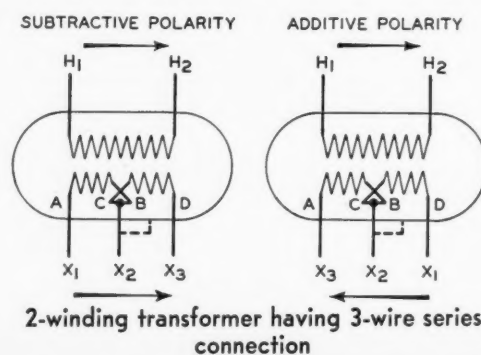 SUBTRACTIVE POLARITY ADDITIVE POLARITY
H1 H2 H1 H2
A C B D A C B D
X1 X2 X3 X3 X2 X1
2-winding transformer having 3-wire series
connection